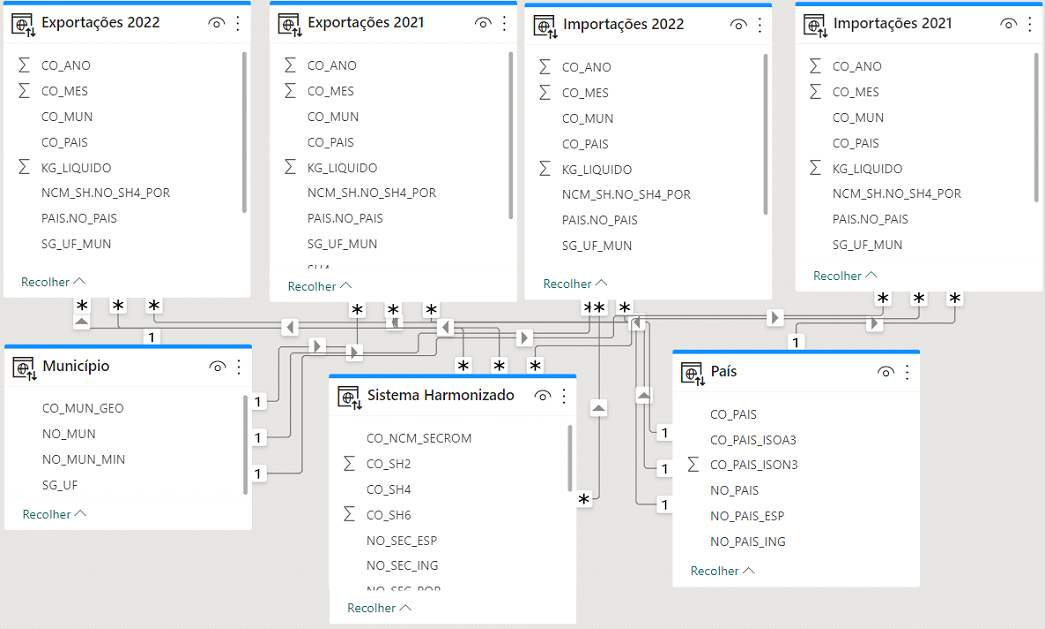 Exportações 2022
CO_ANO
CO_MES
CO_MUN
CO_PAIS
KG_LIQUIDO
NCM_SH.NO_SH4_POR
PAIS.NO_PAIS
SG_UF_MUN
Recolher
Exportações 2021
CO_ANO
CO_MES
CO_MUN
CO_PAIS
KG_LIQUIDO
NCM_SH.NO_SH4_POR
PAIS.NO_PAIS
SG_UF_MUN
SH4
Recolher
Importações 2022
CO_ANO
CO_MES
CO_MUN
CO_PAIS
KG_LIQUIDO
NCM_SH.NO_SH4_POR
PAIS.NO_PAIS
SG_UF_MUN
Recolher
Importações 2021
CO_ANO
CO_MES
CO_MUN
CO_PAIS
KG_LIQUIDO
NCM_SH.NO_SH4_POR
PAIS.NO_PAIS
SG_UF_MUN
Recolher
* * *
* * *
* * *
* * *
1
1
Município
CO_MUN_GEO
NO_MUN
NO_MUN_MIN
SG_UF
Recolher
1
1
1
* * *
Sistema Harmonizado
CO_NCM_SECROM
CO_SH2
CO_SH4
CO_SH6
NO_SEC_ESP
NO_SEC_ING
NO_SEC_POR
Recolher
*
1
1
1
País
CO_PAIS
CO_PAIS_ISOA3
CO_PAIS_ISON3
NO_PAIS
NO_PAIS_ESP
NO_PAIS_ING
Recolher